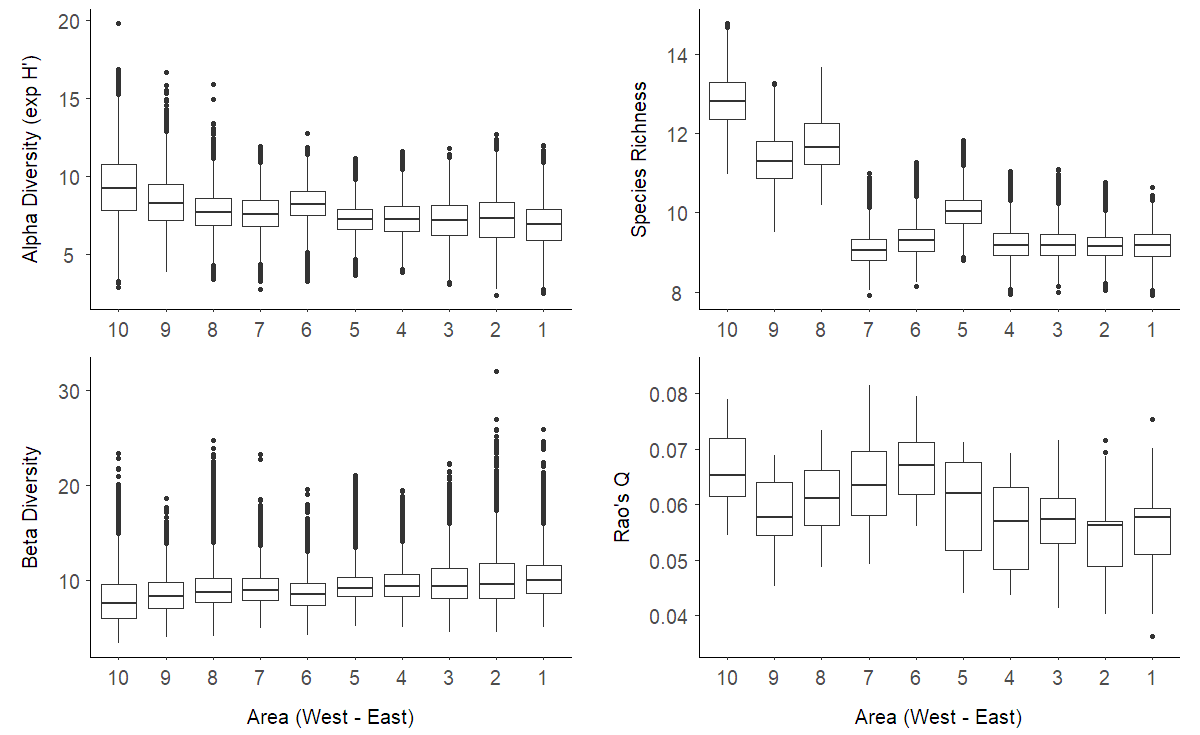 Alpha Diversity (exp H')
20
15
10
5
10 9 8 7 6 5 4 3 2 1
Species Richness
14
12
10
8
10 9 8 7 6 5 4 3 2 1
Beta Diversity
30
20
10
10 9 8 7 6 5 4 3 2 1
Area (West - East)
Rao's Q
0.08
0.07
0.06
0.05
0.04
10 9 8 7 6 5 4 3 2 1
Area (West - East)